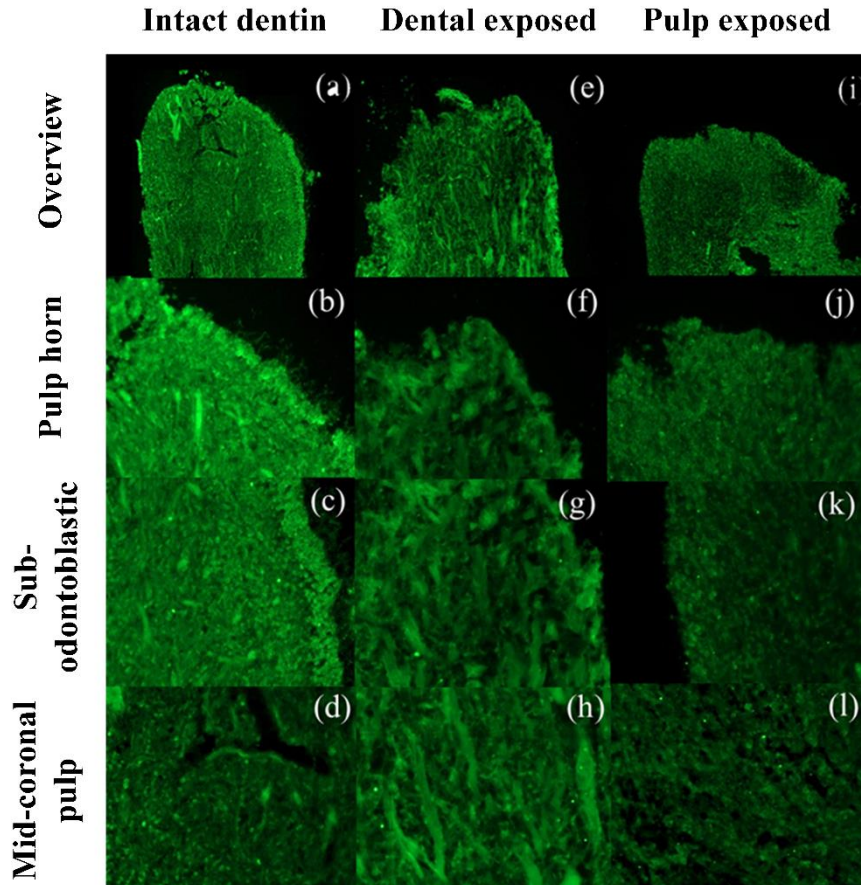 Intact dentin Dental exposed Pulp exposed
Overview (a) (e) (i)
Pulp horn (b) (f) (j)
Sub-
odontoblastic (c) (g) (k)
Mid-coronal
pulp (d) (h) (l)